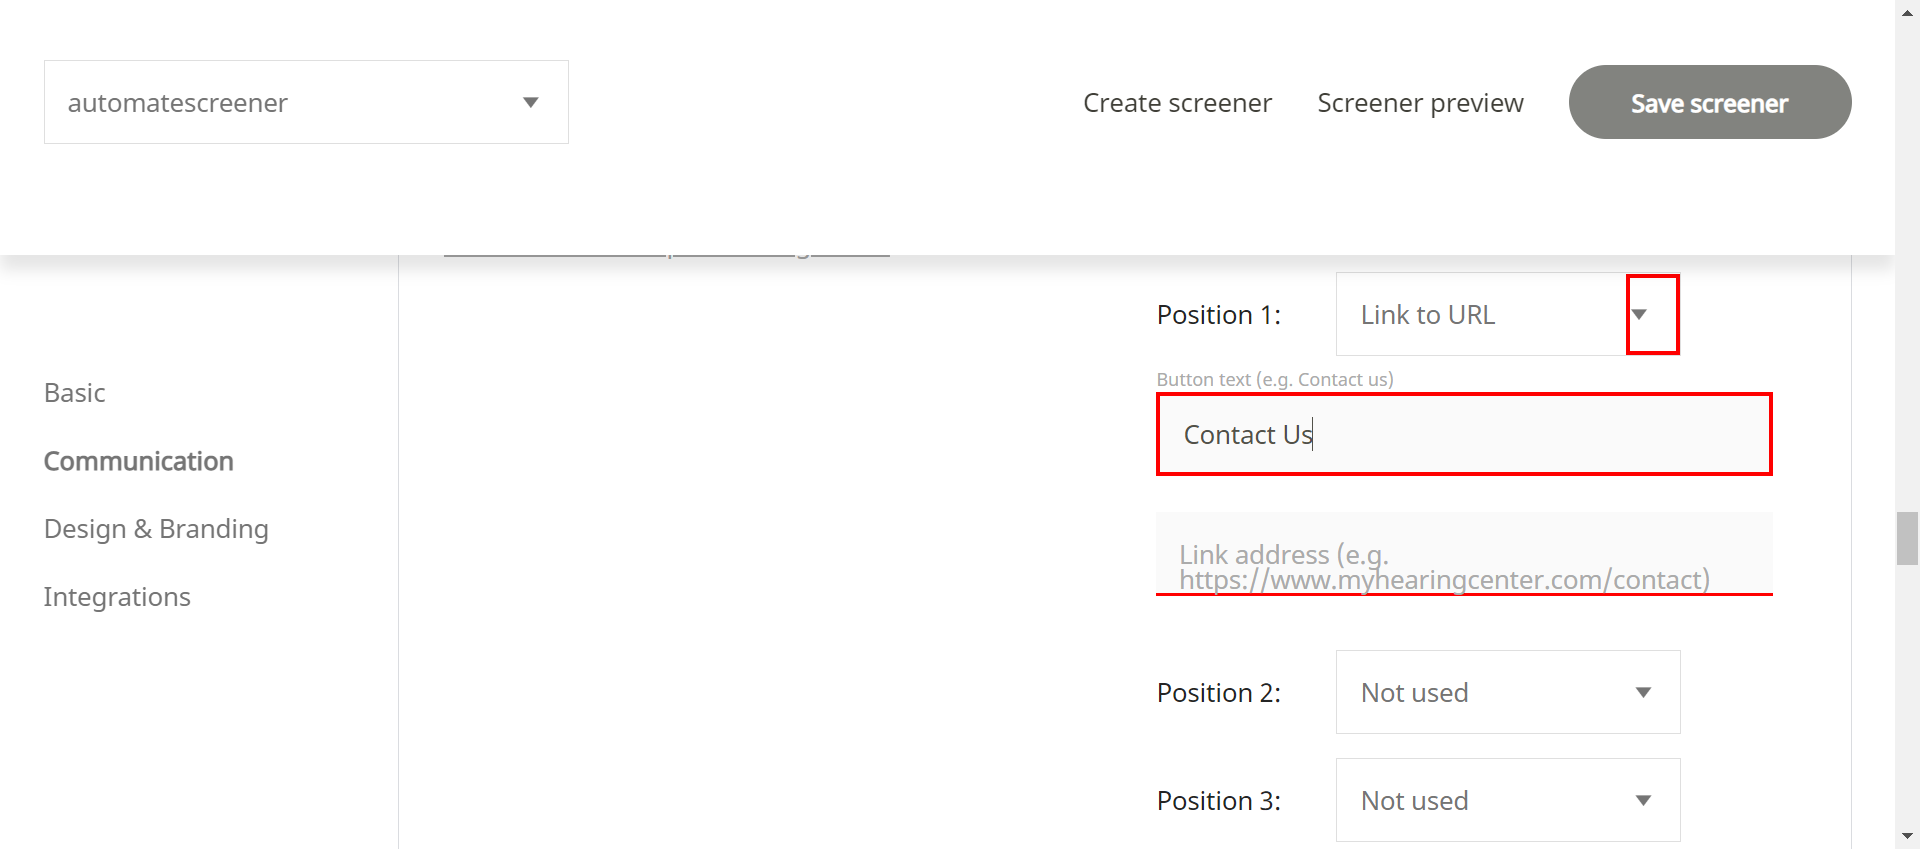 automatescreener
Create screener
Screener preview
Save screener
Basic
Communication
Design & Branding
Integrations
Position 1:
Link to URL
Button text (e.g. Contact us)
Contact Us
Link address (e.g.
https://www.myhearingcenter.com/contact)
Position 2:
Not used
Position 3:
Not used